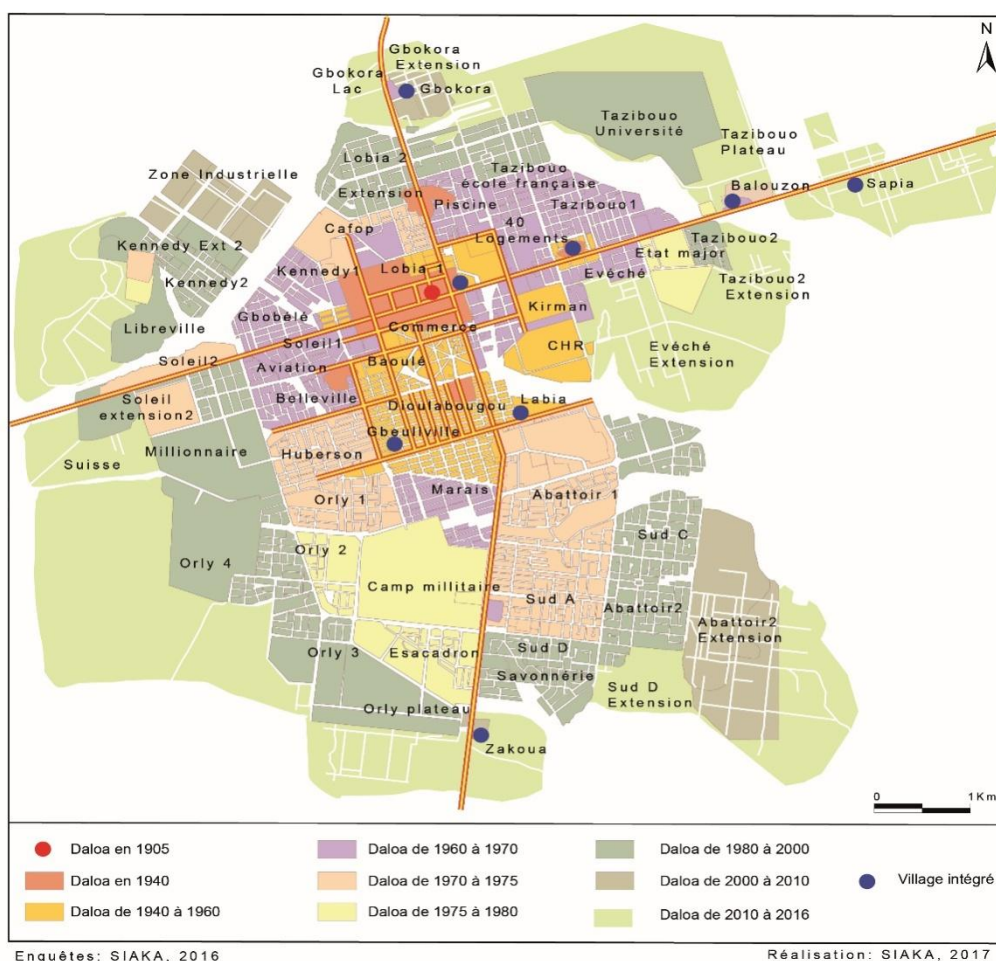 N
Gbokora
Extension
Gbokora
Lac
Gbokora
Tazibouo
Université
Tazibouo
Plateau
Lobia 2
Zone Industrielle
Tazibouo
école française
Balouzon
Sapia
Extension
Piscine
Tazibouo1
Cafop
40
Logements
Kennedy Ext 2
Tazibouo2
Etat major
Kennedy1
Lobia 1
Evéché
Kennedy2
Tazibouo2
Extension
Gbobélé
Kirman
Libreville
Commerce
Soleil1
CHR
Evéché
Extension
Soleil2
Baoulé
Aviation
Soleil
extension2
Belleville
Dioulabougou
Labia
Gbeullville
Millionnaire
Huberson
Suisse
Marais
Orly 1
Abattoir 1
Sud C
Orly 2
Orly 4
Camp millitaire
Sud A
Abattoir2
Abattoir2
Extension
Orly 3
Esacadron
Sud D
Savonnérie
Sud D
Extension
Orly plateau
Zakoua
0 1Km
Daloa en 1905
Daloa en 1940
Daloa de 1940 à 1960
Daloa de 1960 à 1970
Daloa de 1970 à 1975
Daloa de 1975 à 1980
Daloa de 1980 à 2000
Daloa de 2000 à 2010
Daloa de 2010 à 2016
Village intégré
Enquêtes: SIAKA, 2016
Réalisation: SIAKA, 2017